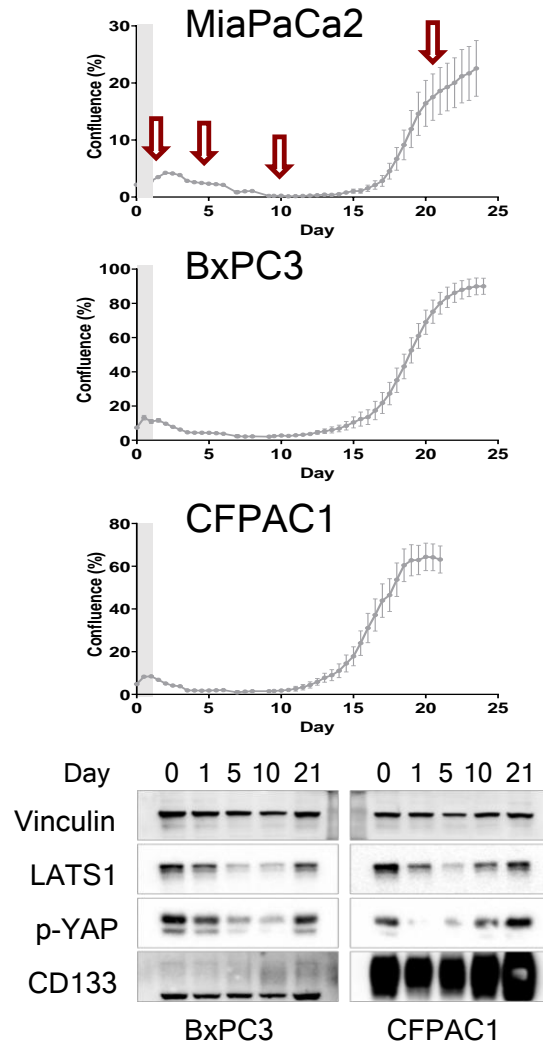 MiaPaCa2
Confluence (%)
30
20
10
0
0 5 10 15 20 25
Day
BxPC3
Confluence (%)
100
80
60
40
20
0
0 5 10 15 20 25
Day
CFPAC1
Confluence (%)
80
60
40
20
0
0 5 10 15 20 25
Day
Day 0 1 5 10 21 0 1 5 10 21
Vinculin
LATS1
p-YAP
CD133
BxPC3 CFPAC1